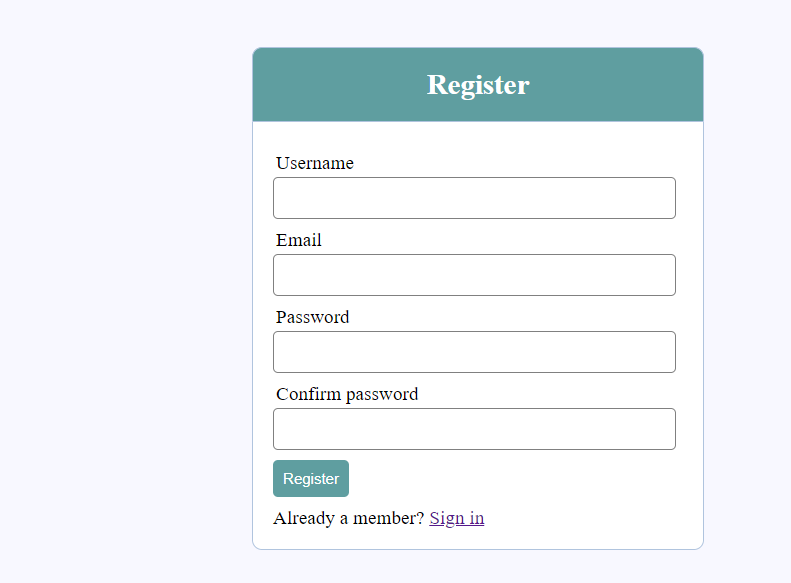 Register
Username
Email
Password
Confirm password
Register
Already a member? Sign in